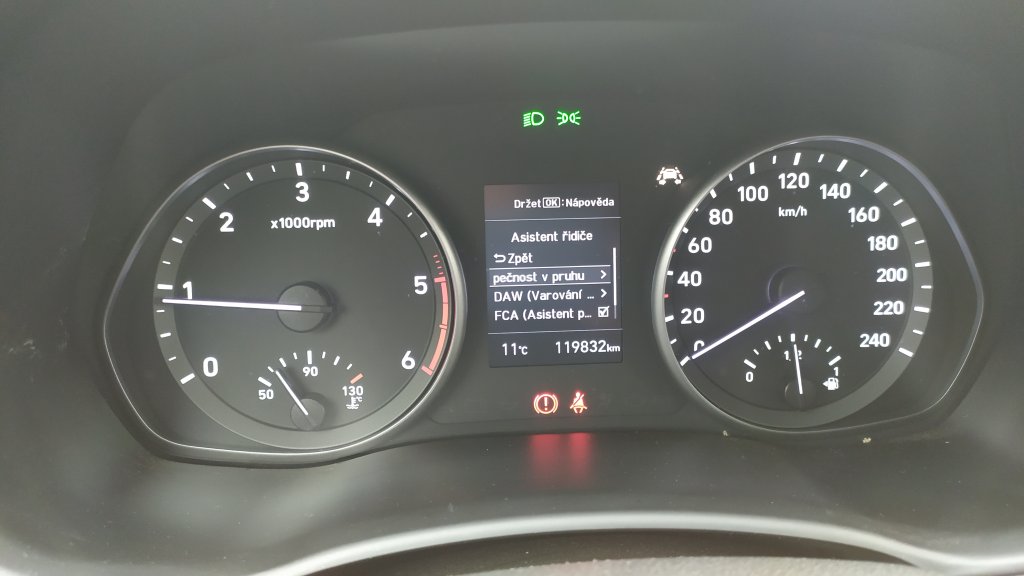 Držet OK : Nápověda
Asistent řidiče
Zpět
pečnost v pruhu
DAW (Varování ...
FCA (Asistent p...
11°C 119832km
0
1
2
3
4
5
6
x1000rpm
50
90
130
°C
0
20
40
60
80
100
120
140
160
180
200
220
240
km/h
0
1